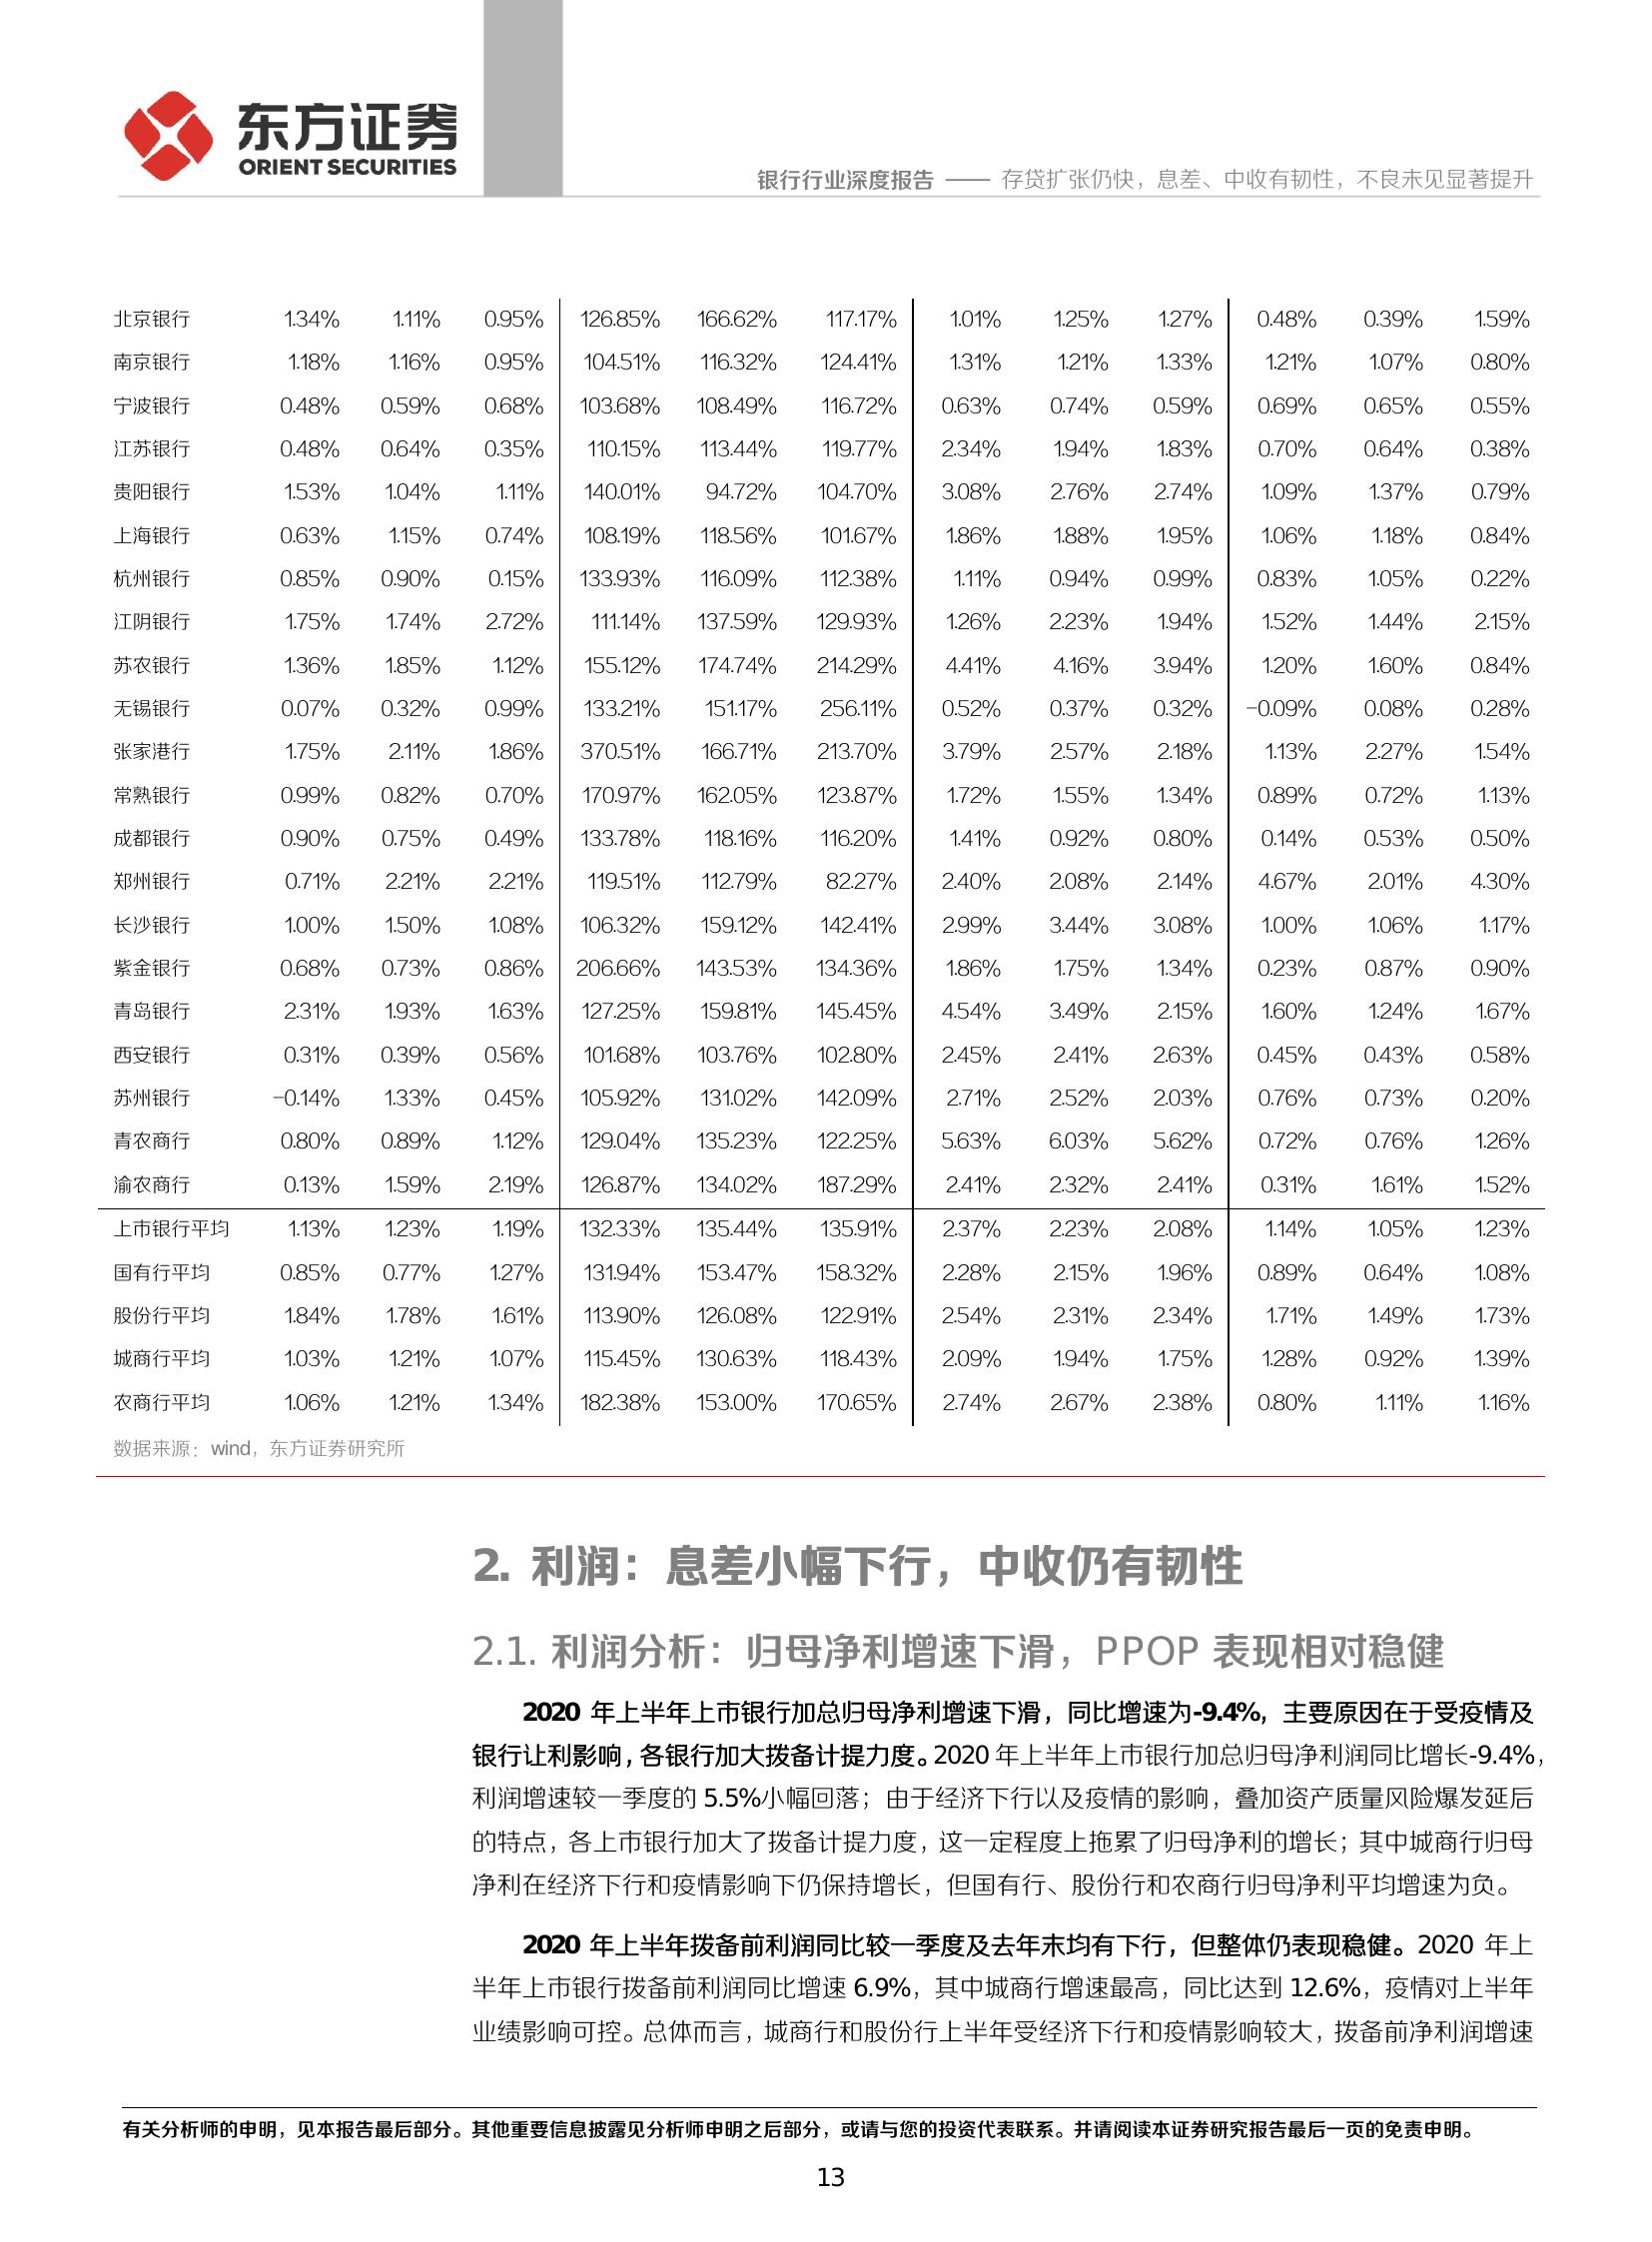 东方证券
ORIENT SECURITIES
银行行业深度报告 —— 存贷扩张仍快，息差、中收有韧性，不良未见显著提升
北京银行 1.34% 1.11% 0.95% 126.85% 166.62% 117.17% 1.01% 1.25% 1.27% 0.48% 0.39% 1.59%
南京银行 1.18% 1.16% 0.95% 104.51% 116.32% 124.41% 1.31% 1.21% 1.33% 1.21% 1.07% 0.80%
宁波银行 0.48% 0.59% 0.68% 103.68% 108.49% 116.72% 0.63% 0.74% 0.59% 0.69% 0.65% 0.55%
江苏银行 0.48% 0.64% 0.35% 110.15% 113.44% 119.77% 2.34% 1.94% 1.83% 0.70% 0.64% 0.38%
贵阳银行 1.53% 1.04% 1.11% 140.01% 94.72% 104.70% 3.08% 2.76% 2.74% 1.09% 1.37% 0.79%
上海银行 0.63% 1.15% 0.74% 108.19% 118.56% 101.67% 1.86% 1.88% 1.95% 1.06% 1.18% 0.84%
杭州银行 0.85% 0.90% 0.15% 133.93% 116.09% 112.38% 1.11% 0.94% 0.99% 0.83% 1.05% 0.22%
江阴银行 1.75% 1.74% 2.72% 111.14% 137.59% 129.93% 1.26% 2.23% 1.94% 1.52% 1.44% 2.15%
苏农银行 1.36% 1.85% 1.12% 155.12% 174.74% 214.29% 4.41% 4.16% 3.94% 1.20% 1.60% 0.84%
无锡银行 0.07% 0.32% 0.99% 133.21% 151.17% 256.11% 0.52% 0.37% 0.32% -0.09% 0.08% 0.28%
张家港行 1.75% 2.11% 1.86% 370.51% 166.71% 213.70% 3.79% 2.57% 2.18% 1.13% 2.27% 1.54%
常熟银行 0.99% 0.82% 0.70% 170.97% 162.05% 123.87% 1.72% 1.55% 1.34% 0.89% 0.72% 1.13%
成都银行 0.90% 0.75% 0.49% 133.78% 118.16% 116.20% 1.41% 0.92% 0.80% 0.14% 0.53% 0.50%
郑州银行 0.71% 2.21% 2.21% 119.51% 112.79% 82.27% 2.40% 2.08% 2.14% 4.67% 2.01% 4.30%
长沙银行 1.00% 1.50% 1.08% 106.32% 159.12% 142.41% 2.99% 3.44% 3.08% 1.00% 1.06% 1.17%
紫金银行 0.68% 0.73% 0.86% 206.66% 143.53% 134.36% 1.86% 1.75% 1.34% 0.23% 0.87% 0.90%
青岛银行 2.31% 1.93% 1.63% 127.25% 159.81% 145.45% 4.54% 3.49% 2.15% 1.60% 1.24% 1.67%
西安银行 0.31% 0.39% 0.56% 101.68% 103.76% 102.80% 2.45% 2.41% 2.63% 0.45% 0.43% 0.58%
苏州银行 -0.14% 1.33% 0.45% 105.92% 131.02% 142.09% 2.71% 2.52% 2.03% 0.76% 0.73% 0.20%
青农商行 0.80% 0.89% 1.12% 129.04% 135.23% 122.25% 5.63% 6.03% 5.62% 0.72% 0.76% 1.26%
渝农商行 0.13% 1.59% 2.19% 126.87% 134.02% 187.29% 2.41% 2.32% 2.41% 0.31% 1.61% 1.52%
上市银行平均 1.13% 1.23% 1.19% 132.33% 135.44% 135.91% 2.37% 2.23% 2.08% 1.14% 1.05% 1.23%
国有行平均 0.85% 0.77% 1.27% 131.94% 153.47% 158.32% 2.28% 2.15% 1.96% 0.89% 0.64% 1.08%
股份行平均 1.84% 1.78% 1.61% 113.90% 126.08% 122.91% 2.54% 2.31% 2.34% 1.71% 1.49% 1.73%
城商行平均 1.03% 1.21% 1.07% 115.45% 130.63% 118.43% 2.09% 1.94% 1.75% 1.28% 0.92% 1.39%
农商行平均 1.06% 1.21% 1.34% 182.38% 153.00% 170.65% 2.74% 2.67% 2.38% 0.80% 1.11% 1.16%
数据来源：wind，东方证券研究所
2. 利润：息差小幅下行，中收仍有韧性
2.1. 利润分析：归母净利增速下滑，PPOP 表现相对稳健
2020 年上半年上市银行加总归母净利增速下滑，同比增速为-9.4%，主要原因在于受疫情及
银行让利影响，各银行加大拨备计提力度。2020 年上半年上市银行加总归母净利润同比增长-9.4%，
利润增速较一季度的 5.5%小幅回落；由于经济下行以及疫情的影响，叠加资产质量风险爆发延后
的特点，各上市银行加大了拨备计提力度，这一定程度上拖累了归母净利的增长；其中城商行归母
净利在经济下行和疫情影响下仍保持增长，但国有行、股份行和农商行归母净利平均增速为负。
2020 年上半年拨备前利润同比较一季度及去年末均有下行，但整体仍表现稳健。2020 年上
半年上市银行拨备前利润同比增速 6.9%，其中城商行增速最高，同比达到 12.6%，疫情对上半年
业绩影响可控。总体而言，城商行和股份行上半年受经济下行和疫情影响较大，拨备前净利润增速
有关分析师的申明，见本报告最后部分。其他重要信息披露见分析师申明之后部分，或请与您的投资代表联系。并请阅读本证券研究报告最后一页的免责申明。
13